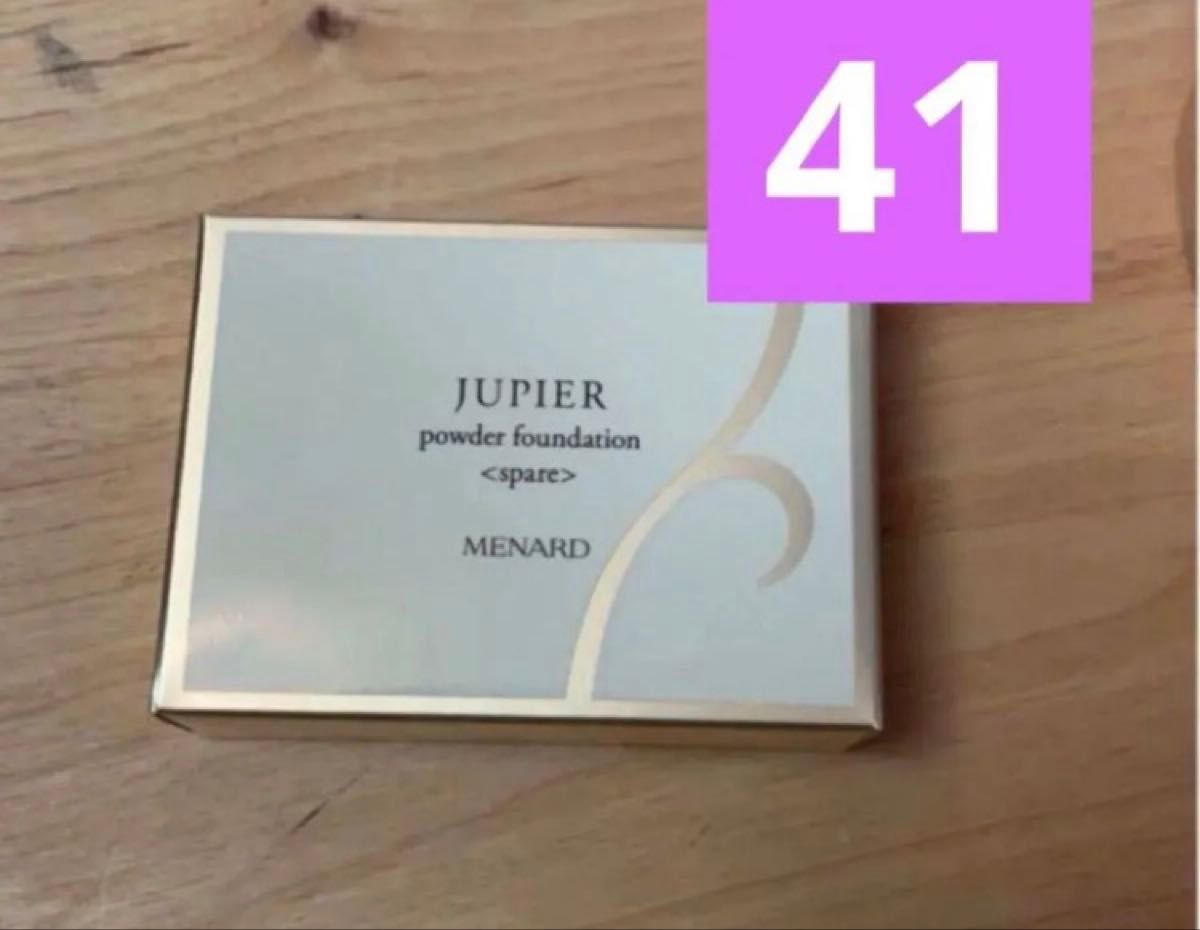 41
JUPIER
powder foundation
<spare>
MENARD